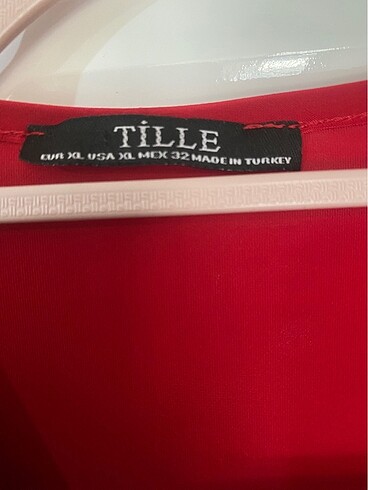 TİLLE
EUR XL USA XL MEX 32 MADE IN TURKEY